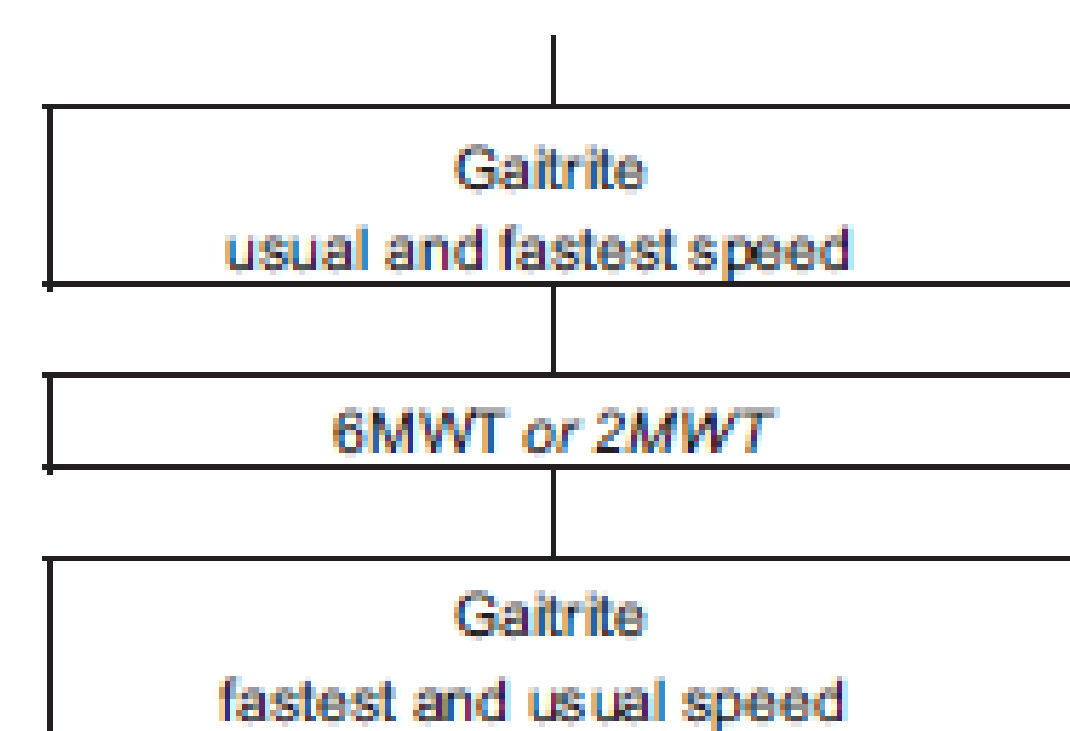 Gaitrite
usual and fastest speed
6MWT or 2MWT
Gaitrite
fastest and usual speed